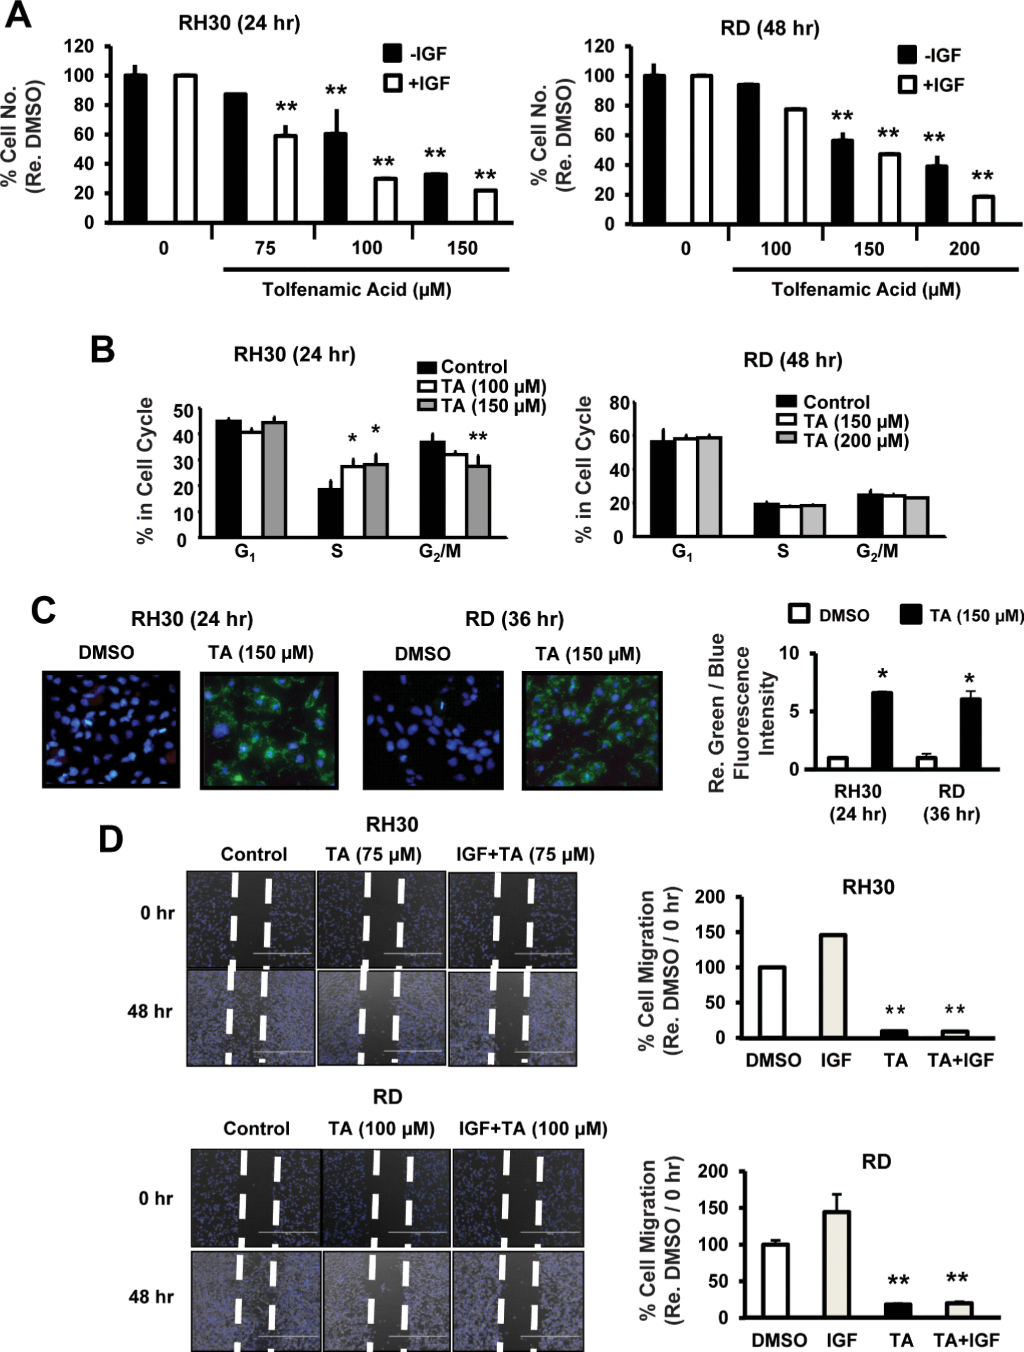 A
RH30 (24 hr)
% Cell No.
(Re. DMSO)
120
100
80
60
40
20
0
-IGF
+IGF
**
**
**
**
**
0
75
100
150
Tolfenamic Acid (µM)
RD (48 hr)
% Cell No.
(Re. DMSO)
120
100
80
60
40
20
0
-IGF
+IGF
**
**
**
**
0
100
150
200
Tolfenamic Acid (µM)
B
RH30 (24 hr)
Control
TA (100 µM)
TA (150 µM)
% in Cell Cycle
50
40
30
20
10
0
*
*
**
G1
S
G2/M
RD (48 hr)
Control
TA (150 µM)
TA (200 µM)
% in Cell Cycle
80
60
40
20
0
G1
S
G2/M
C
RH30 (24 hr)
DMSO
TA (150 µM)
RD (36 hr)
DMSO
TA (150 µM)
DMSO
TA (150 µM)
Re. Green / Blue
Fluorescence
Intensity
10
5
0
*
*
RH30
(24 hr)
RD
(36 hr)
D
RH30
Control
TA (75 µM)
IGF+TA (75 µM)
0 hr
48 hr
RH30
% Cell Migration
(Re. DMSO / 0 hr)
200
150
100
50
0
**
**
DMSO
IGF
TA
TA+IGF
RD
Control
TA (100 µM)
IGF+TA (100 µM)
0 hr
48 hr
RD
% Cell Migration
(Re. DMSO / 0 hr)
200
150
100
50
0
**
**
DMSO
IGF
TA
TA+IGF